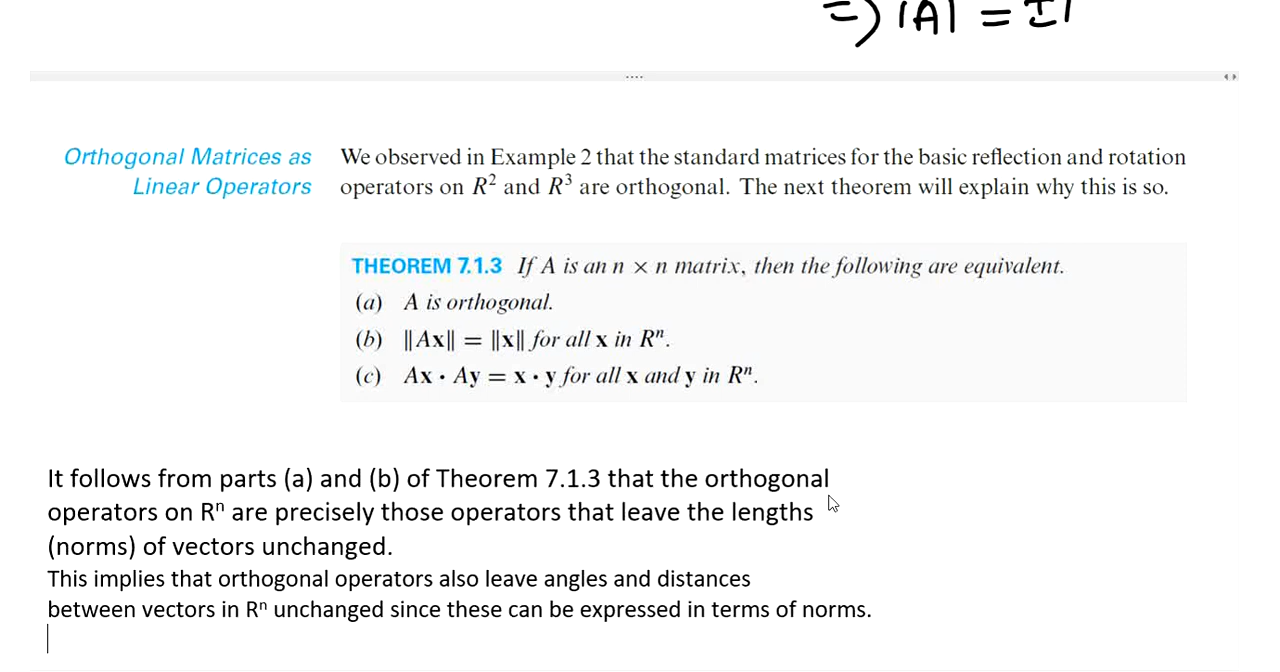 => |A| = ±1
Orthogonal Matrices as
Linear Operators
We observed in Example 2 that the standard matrices for the basic reflection and rotation
operators on R² and R³ are orthogonal. The next theorem will explain why this is so.
THEOREM 7.1.3 If A is an n × n matrix, then the following are equivalent.
(a) A is orthogonal.
(b) ‖Ax‖ = ‖x‖ for all x in Rⁿ.
(c) Ax · Ay = x · y for all x and y in Rⁿ.
It follows from parts (a) and (b) of Theorem 7.1.3 that the orthogonal
operators on Rⁿ are precisely those operators that leave the lengths
(norms) of vectors unchanged.
This implies that orthogonal operators also leave angles and distances
between vectors in Rⁿ unchanged since these can be expressed in terms of norms.